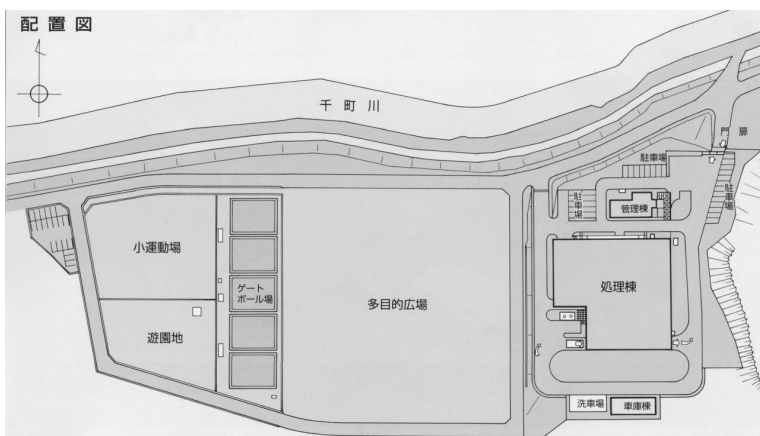 配置図
千町川
門扉
駐車場
駐車場
駐車場
管理棟
小運動場
ゲート
ボール場
多目的広場
処理棟
遊園地
洗車場
車庫棟